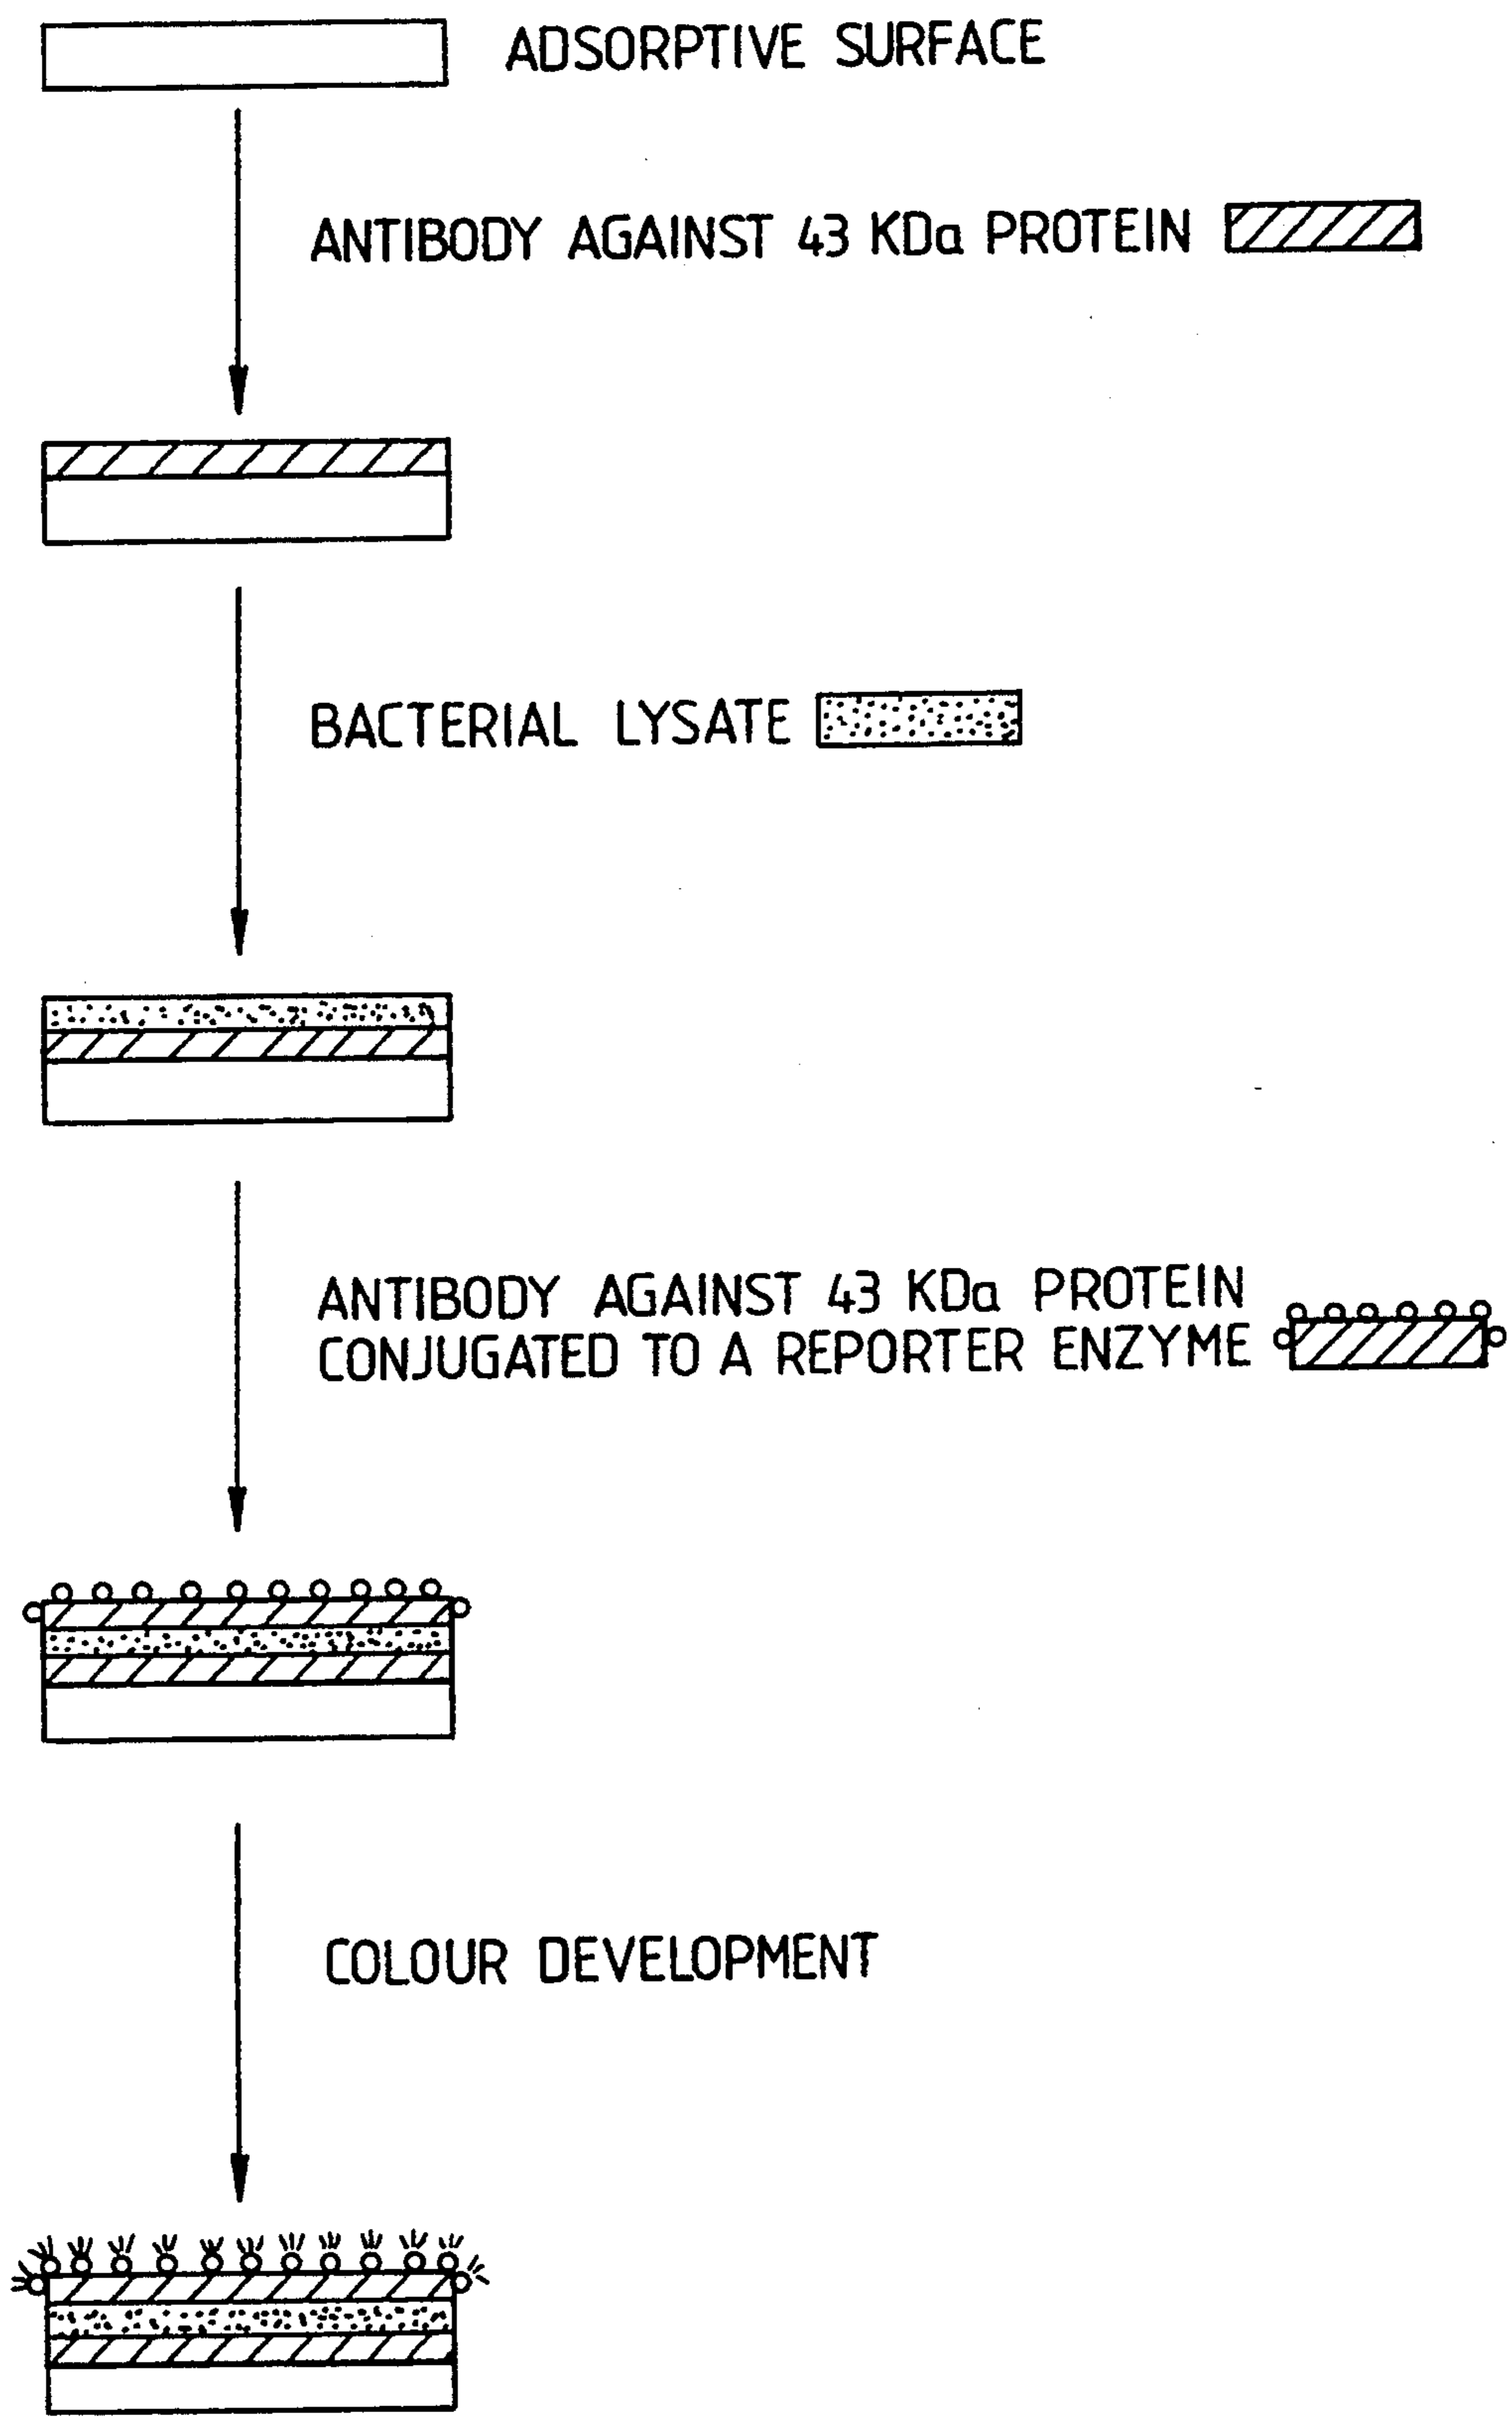 ADSORPTIVE SURFACE
ANTIBODY AGAINST 43 KDa PROTEIN
BACTERIAL LYSATE
ANTIBODY AGAINST 43 KDa PROTEIN
CONJUGATED TO A REPORTER ENZYME
COLOUR DEVELOPMENT